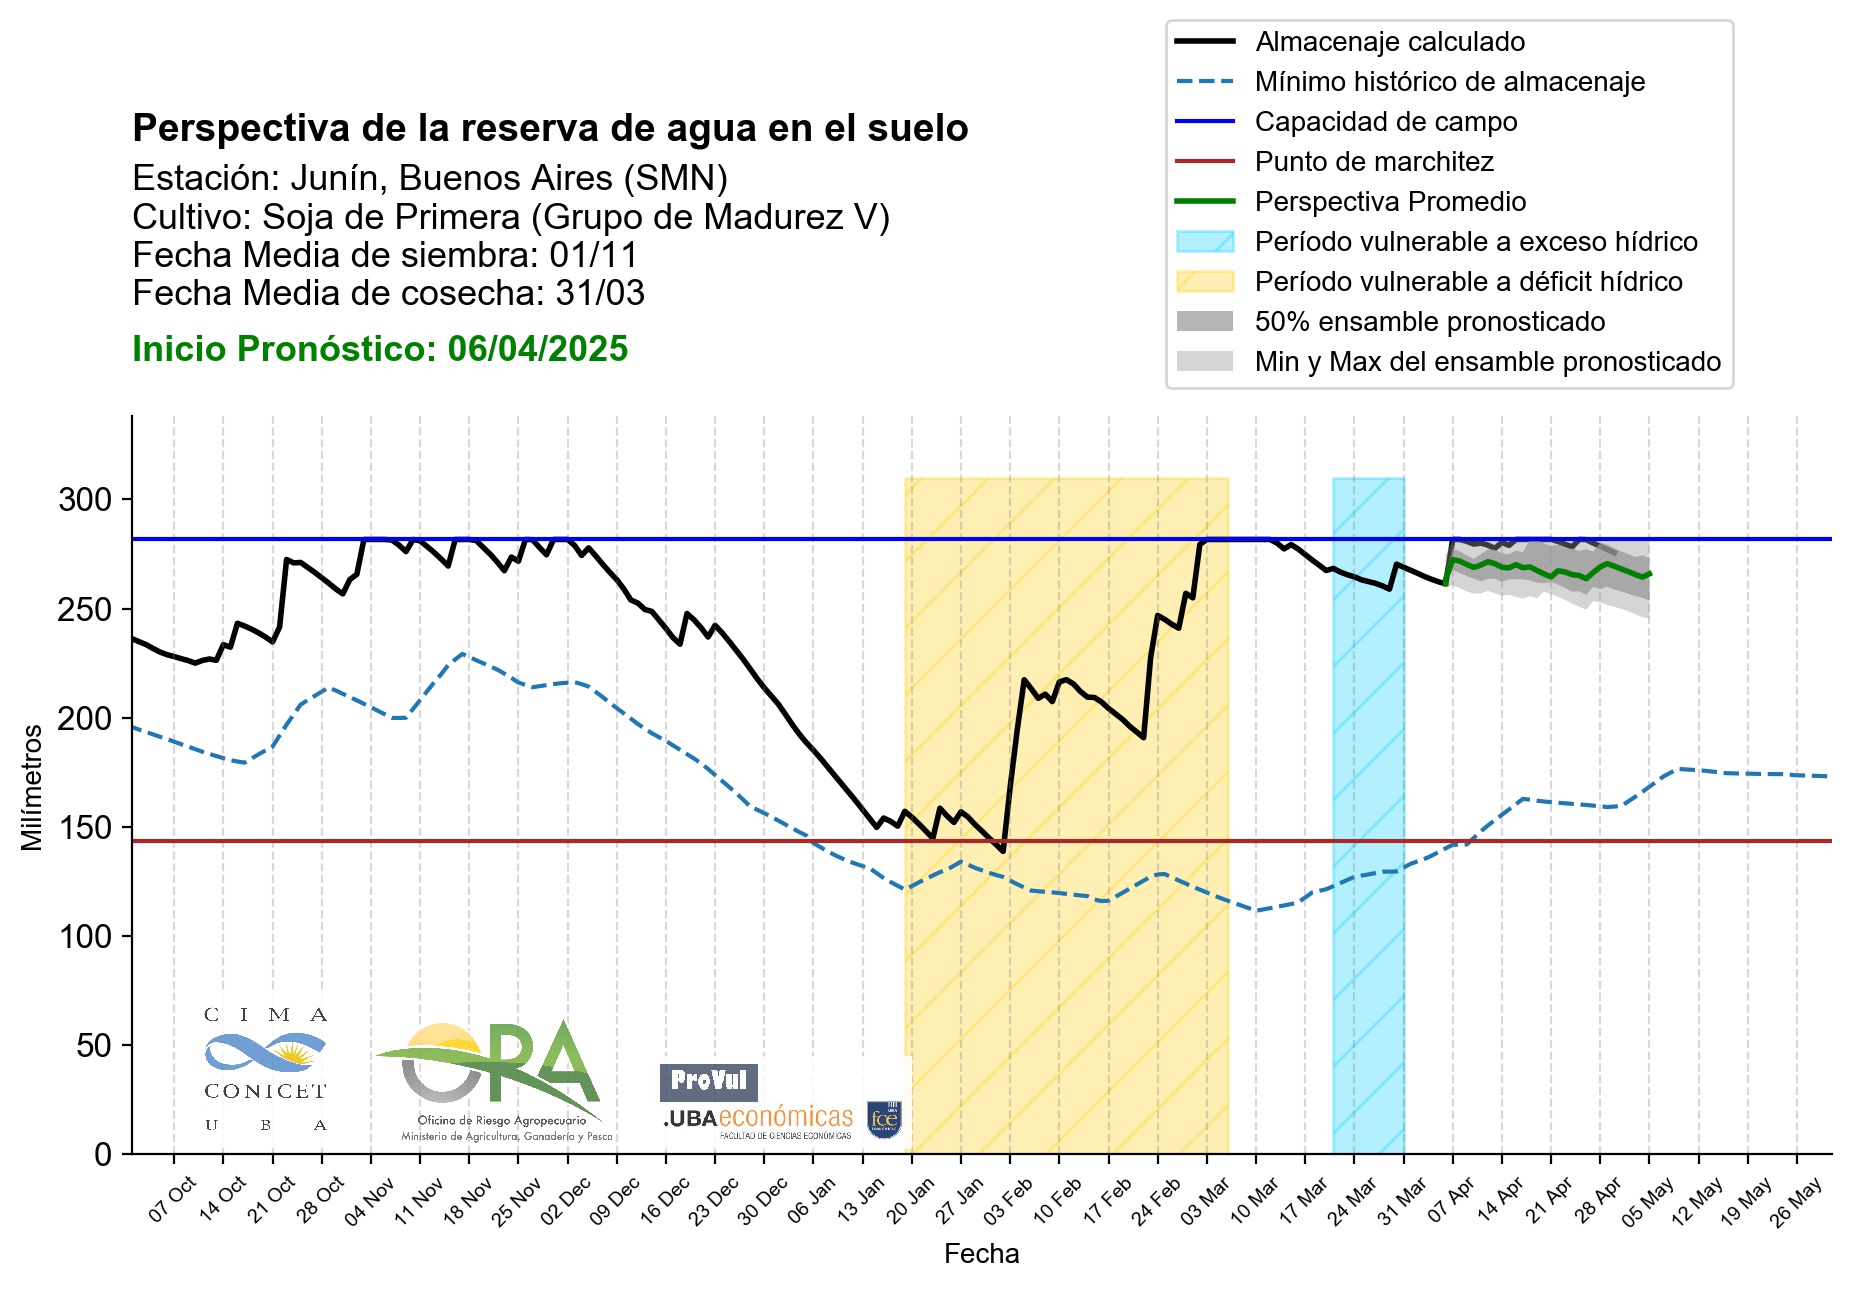 Almacenaje calculado
Mínimo histórico de almacenaje
Capacidad de campo
Punto de marchitez
Perspectiva Promedio
Período vulnerable a exceso hídrico
Período vulnerable a déficit hídrico
50% ensamble pronosticado
Min y Max del ensamble pronosticado
Perspectiva de la reserva de agua en el suelo
Estación: Junín, Buenos Aires (SMN)
Cultivo: Soja de Primera (Grupo de Madurez V)
Fecha Media de siembra: 01/11
Fecha Media de cosecha: 31/03
Inicio Pronóstico: 06/04/2025
Milímetros
300
250
200
150
100
50
0
CIMA
CONICET
UBA
ORA
Oficina de Riesgo Agropecuario
Ministerio de Agricultura, Ganadería y Pesca
ProVul
.UBAeconómicas
FACULTAD DE CIENCIAS ECONÓMICAS
UBA
fce
ECONÓMICAS
07 Oct
14 Oct
21 Oct
28 Oct
04 Nov
11 Nov
18 Nov
25 Nov
02 Dec
09 Dec
16 Dec
23 Dec
30 Dec
06 Jan
13 Jan
20 Jan
27 Jan
03 Feb
10 Feb
17 Feb
24 Feb
03 Mar
10 Mar
17 Mar
24 Mar
31 Mar
07 Apr
14 Apr
21 Apr
28 Apr
05 May
12 May
19 May
26 May
Fecha